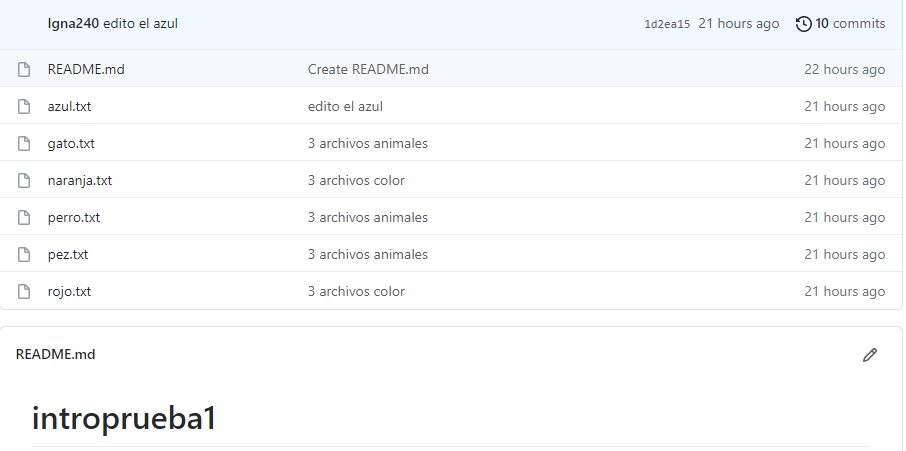 Igna240 edito el azul 1d2ea15 21 hours ago 10 commits
README.md Create README.md 22 hours ago
azul.txt edito el azul 21 hours ago
gato.txt 3 archivos animales 21 hours ago
naranja.txt 3 archivos color 21 hours ago
perro.txt 3 archivos animales 21 hours ago
pez.txt 3 archivos animales 21 hours ago
rojo.txt 3 archivos color 21 hours ago
README.md
introprueba1